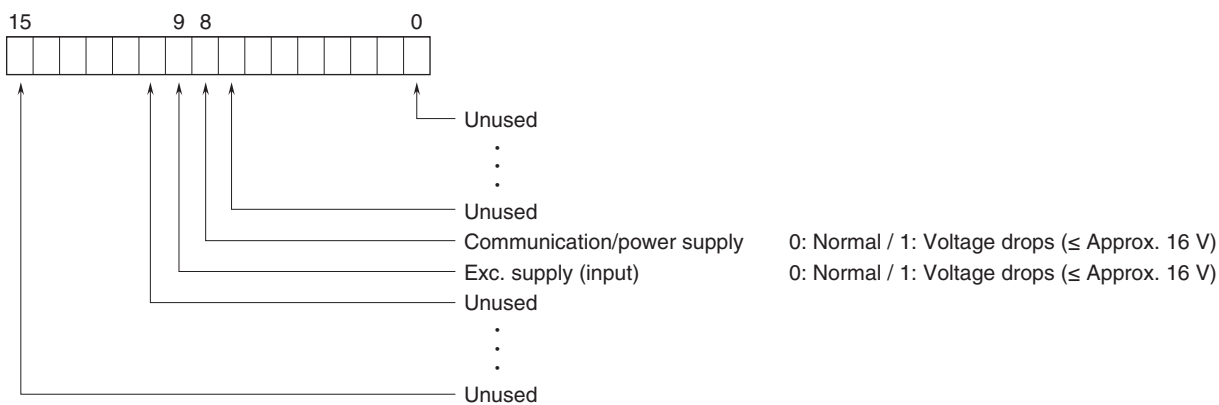 15 9 8 0
Unused
Unused
Communication/power supply 0: Normal / 1: Voltage drops (≤ Approx. 16 V)
Exc. supply (input) 0: Normal / 1: Voltage drops (≤ Approx. 16 V)
Unused
Unused